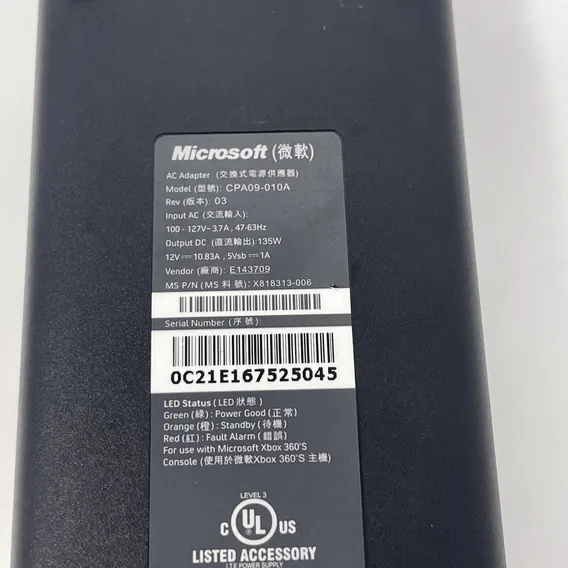 Microsoft (微軟)
AC Adapter (交換式電源供應器)
Model (型號): CPA09-010A
Rev (版本): 03
Input AC (交流輸入):
100 - 127V~ 3.7A , 47-63Hz
Output DC (直流輸出):135W
12V⎓ 10.83A , 5Vsb ⎓ 1A
Vendor (廠商): E143709
MS P/N (MS 料 號): X818313-006
Serial Number (序 號):
0C21E167525045
LED Status ( LED 狀態 )
Green (綠) : Power Good (正 常)
Orange (橙) : Standby (待機)
Red (紅) : Fault Alarm ( 錯誤)
For use with Microsoft Xbox 360'S
Console (使用於微軟Xbox 360'S 主機)
LEVEL 3
C UL US
LISTED ACCESSORY
I.T.E POWER SUPPLY